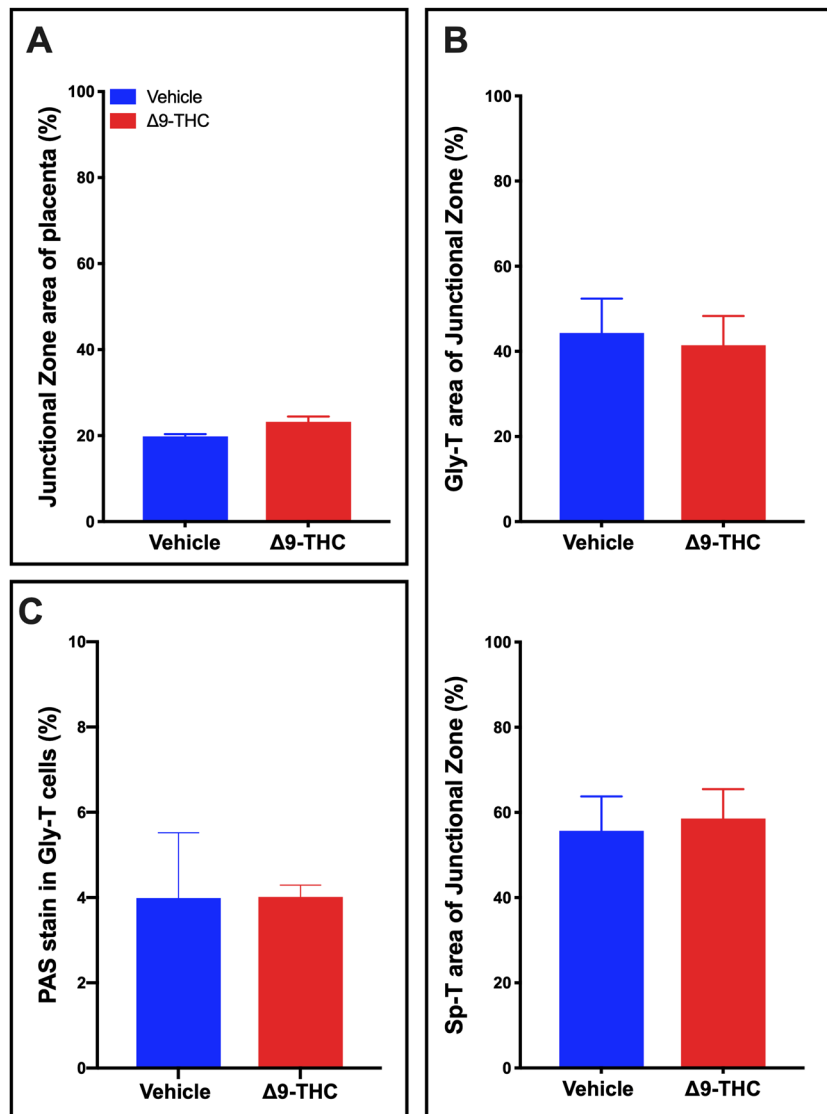 A
Junctional Zone area of placenta (%)
100
80
60
40
20
0
Vehicle
Δ9-THC
Vehicle
Δ9-THC
B
Gly-T area of Junctional Zone (%)
100
80
60
40
20
0
Vehicle
Δ9-THC
Sp-T area of Junctional Zone (%)
100
80
60
40
20
0
Vehicle
Δ9-THC
C
PAS stain in Gly-T cells (%)
10
8
6
4
2
0
Vehicle
Δ9-THC